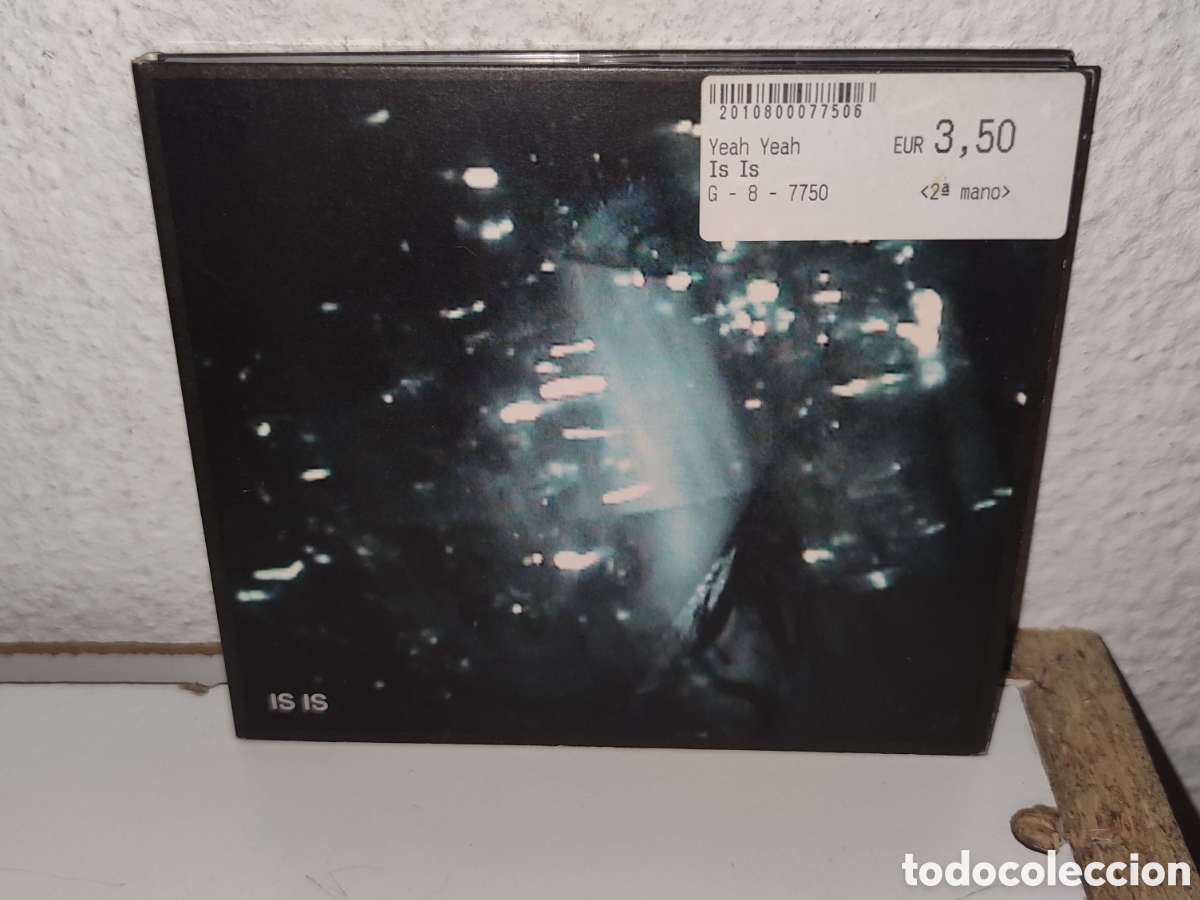 2010800077506
Yeah Yeah
EUR 3,50
Is Is
G - 8 - 7750
<2ª mano>
IS IS
todocoleccion